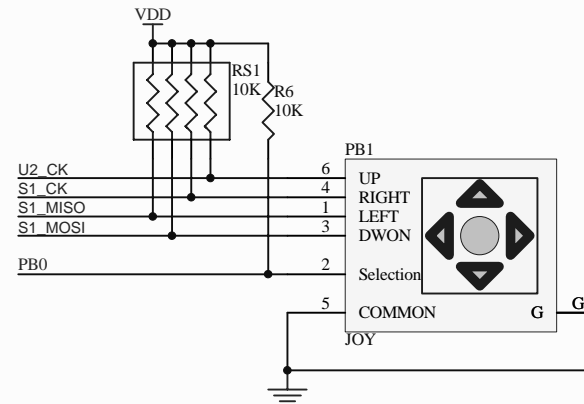 VDD
RS1
10K
R6
10K
PB1
U2_CK
6
UP
S1_CK
4
RIGHT
S1_MISO
1
LEFT
S1_MOSI
3
DWON
PB0
2
Selection
5
COMMON
G
G
JOY